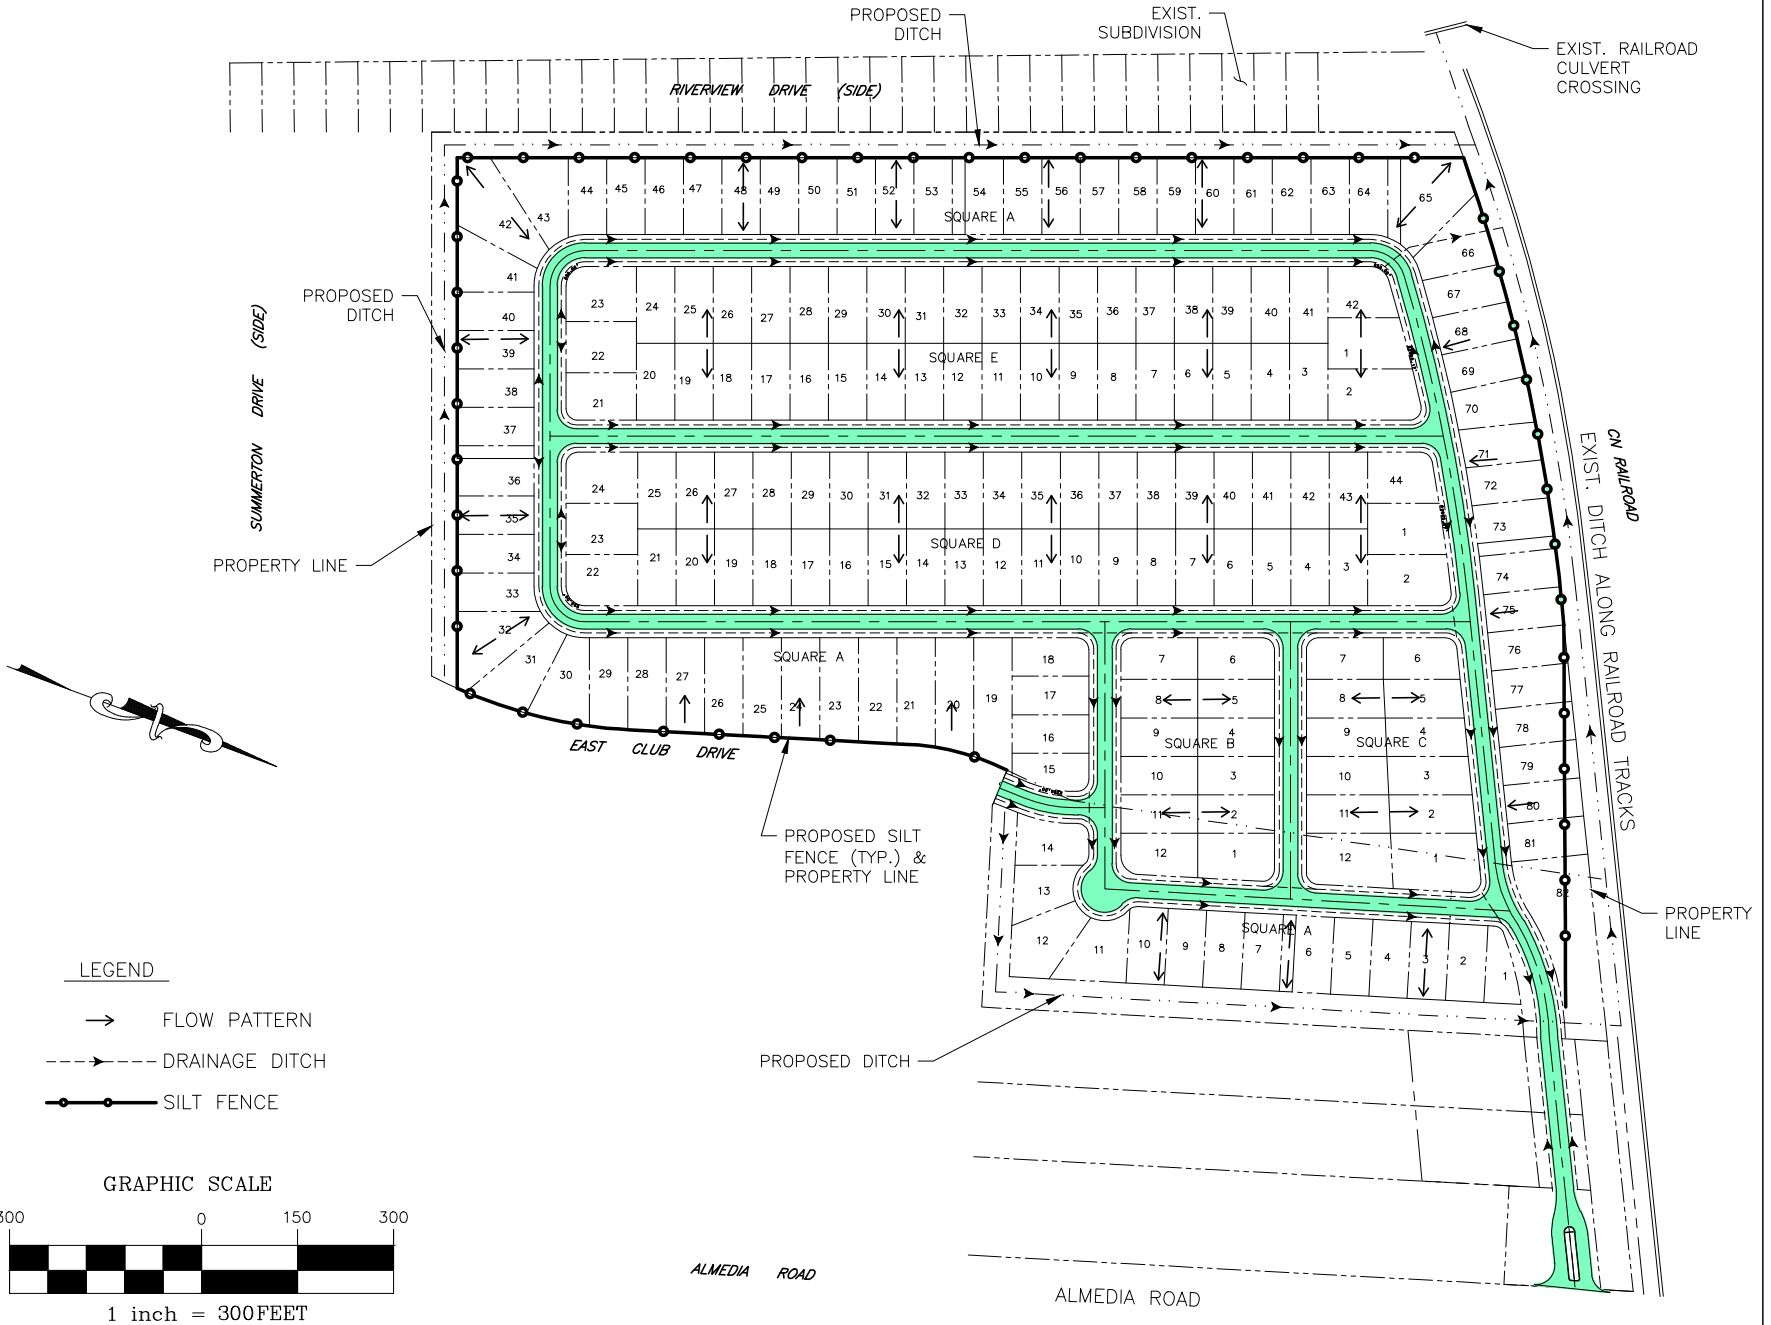 PROPOSED
DITCH
EXIST.
SUBDIVISION
EXIST. RAILROAD
CULVERT
CROSSING
RIVERVIEW DRIVE (SIDE)
44 45 46 47 48 49 50 51 52 53 54 55 56 57 58 59 60 61 62 63 64
65
42 43
SQUARE A
66
41
67
40
68
39
69
38
70
37
71
36
72
35
73
34
74
33
75
32
76
77
78
79
80
81
82
PROPOSED
DITCH
SUMMERTON DRIVE (SIDE)
PROPERTY LINE
23 24 25 26 27 28 29 30 31 32 33 34 35 36 37 38 39 40 41 42
22
SQUARE E
1
21 20 19 18 17 16 15 14 13 12 11 10 9 8 7 6 5 4 3 2
24 25 26 27 28 29 30 31 32 33 34 35 36 37 38 39 40 41 42 43 44
23
SQUARE D
1
22 21 20 19 18 17 16 15 14 13 12 11 10 9 8 7 6 5 4 3 2
CN RAILROAD
EXIST. DITCH ALONG RAILROAD TRACKS
SQUARE A
31 30 29 28 27 26 25 24 23 22 21 20 19
18
17
16
15
EAST CLUB DRIVE
7 6
8 5
9 4
SQUARE B
10 3
11 2
12 1
7 6
8 5
9 4
SQUARE C
10 3
11 2
12 1
PROPOSED SILT
FENCE (TYP.) &
PROPERTY LINE
14
13
12 11 10 9 8 7 6 5 4 3 2 1
SQUARE A
PROPERTY
LINE
PROPOSED DITCH
LEGEND
FLOW PATTERN
DRAINAGE DITCH
SILT FENCE
GRAPHIC SCALE
300 0 150 300
1 inch = 300FEET
ALMEDIA ROAD
ALMEDIA ROAD